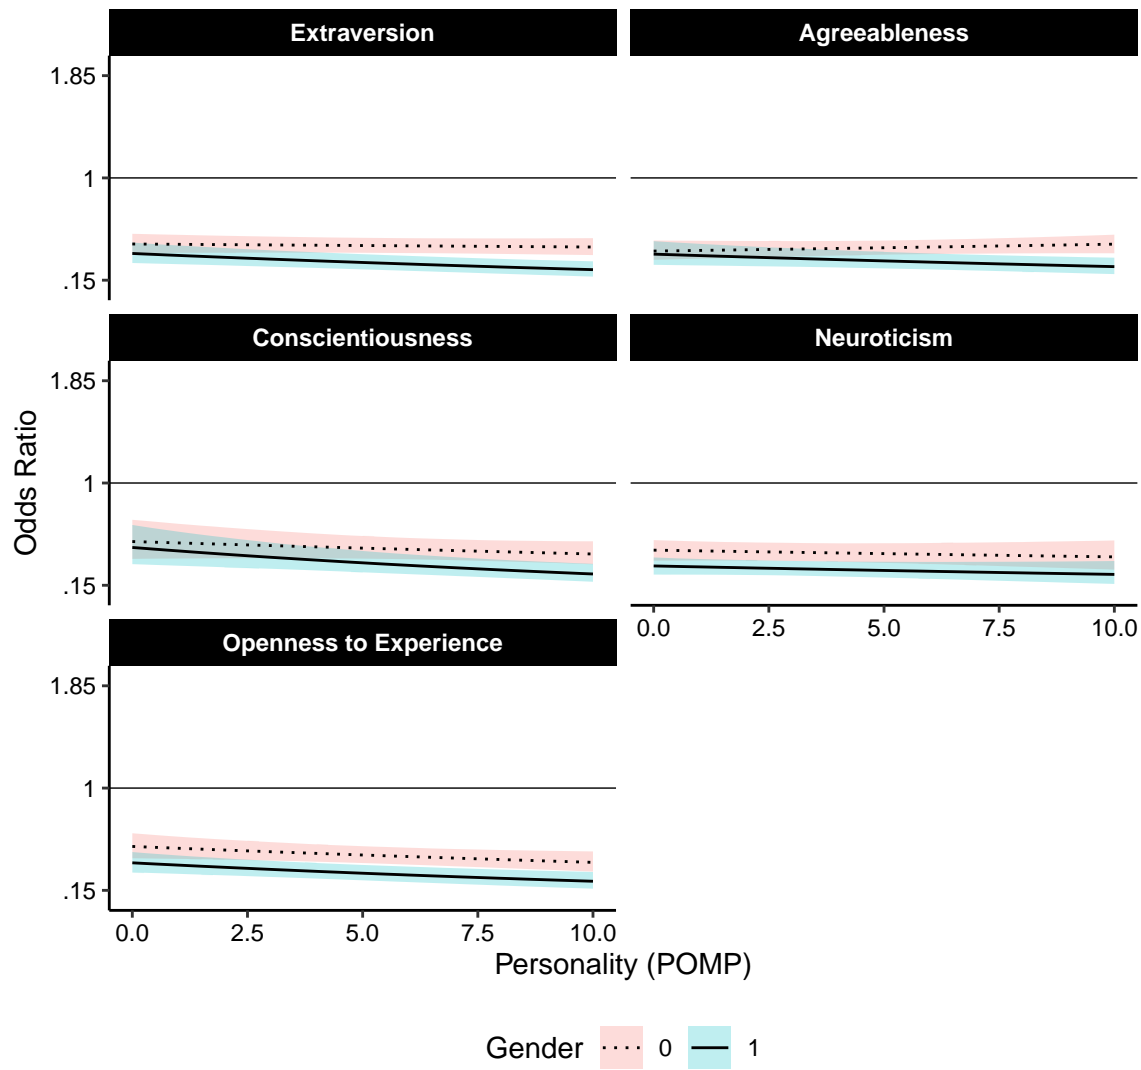 Extraversion
Agreeableness
1.85
1
.15
Conscientiousness
Neuroticism
1.85
1
.15
0.0 2.5 5.0 7.5 10.0
Openness to Experience
1.85
1
.15
0.0 2.5 5.0 7.5 10.0
Odds Ratio
Personality (POMP)
Gender 0 1